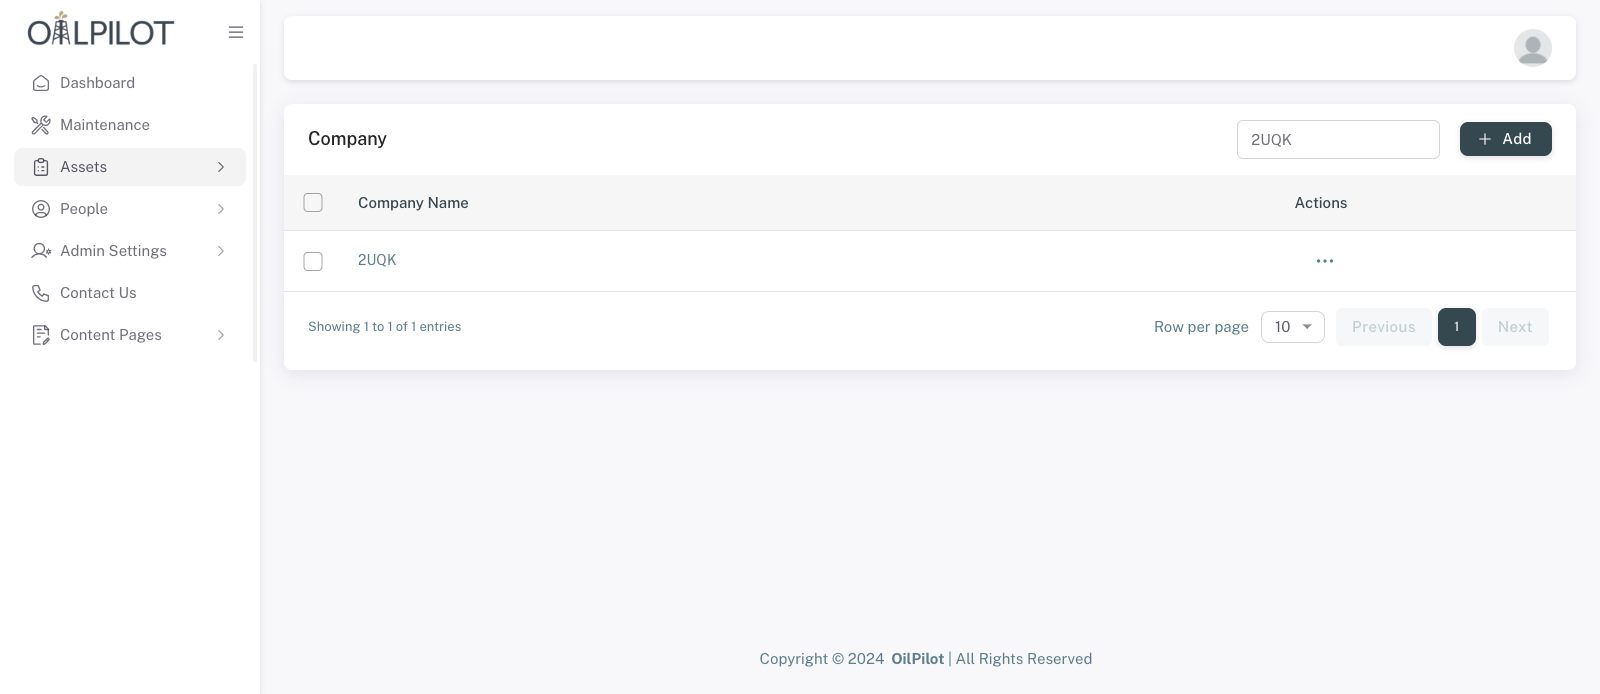 OILPILOT
Dashboard
Maintenance
Assets
People
Admin Settings
Contact Us
Content Pages
Company
2UQK
Add
Company Name
Actions
2UQK
Showing 1 to 1 of 1 entries
Row per page
10
Previous
1
Next
Copyright © 2024 OilPilot | All Rights Reserved